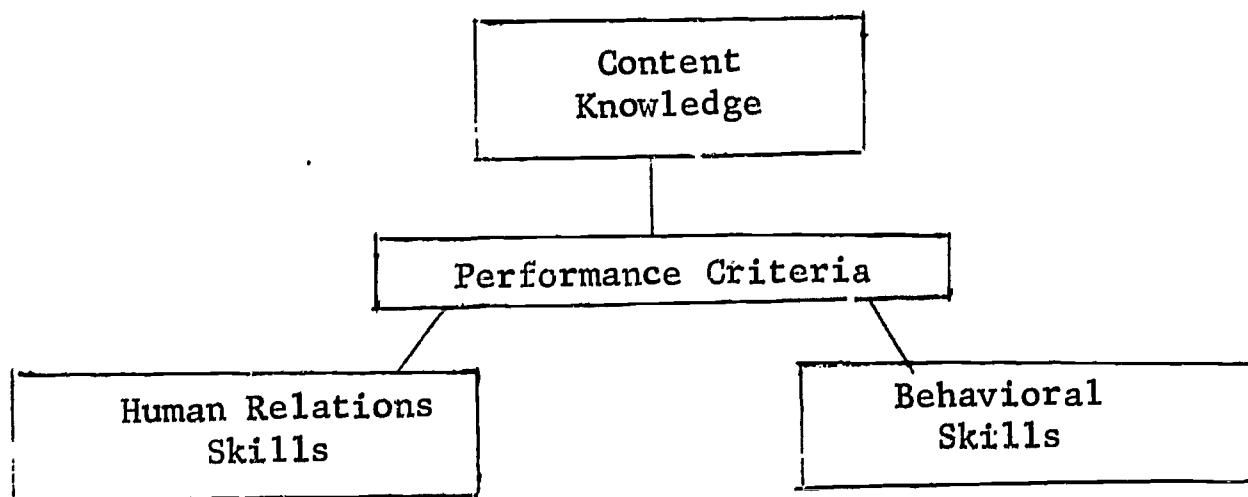 Content
Knowledge
Performance Criteria
Human Relations
Skills
Behavioral
Skills